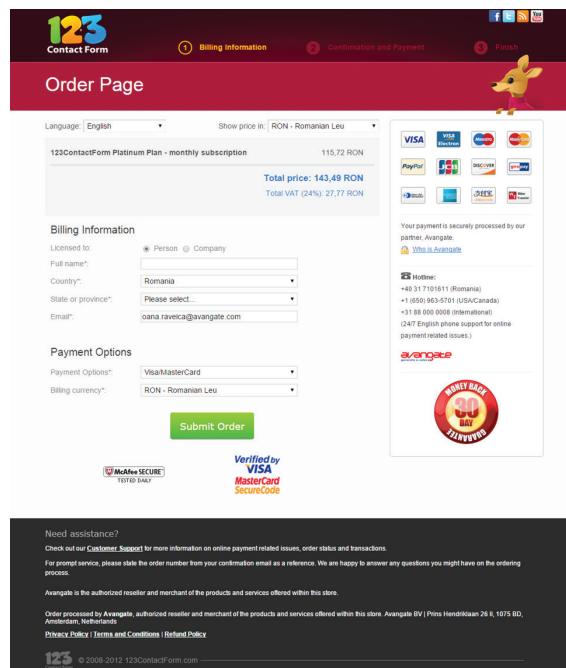 123
Contact Form
1 Billing Information
2 Confirmation and Payment
3 Finish
Order Page
Language: English
Show price in: RON - Romanian Leu
123ContactForm Platinum Plan - monthly subscription 115,72 RON
Total price: 143,49 RON
Total VAT (24%): 27,77 RON
Billing Information
Licensed to: Person Company
Full name*:
Country*: Romania
State or province*: Please select...
Email*: oana.raveica@avangate.com
Payment Options
Payment Options*: Visa/MasterCard
Billing currency*: RON - Romanian Leu
Submit Order
McAfee SECURE
TESTED DAILY
Verified by
VISA
MasterCard
SecureCode
VISA VISA Electron Maestro MasterCard
PayPal JCB DISCOVER
Your payment is securely processed by our
partner, Avangate.
Who is Avangate
Hotline:
+40 31 7101611 (Romania)
+1 (650) 963-5701 (USA/Canada)
+31 88 000 0008 (International)
(24/7 English phone support for online
payment related issues.)
avangate
MONEY BACK
30
DAY
GUARANTEE
Need assistance?
Check out our Customer Support for more information on online payment related issues, order status and transactions.
For prompt service, please state the order number from your confirmation email as a reference. We are happy to answer any questions you might have on the ordering
process.
Avangate is the authorized reseller and merchant of the products and services offered within this store.
Order processed by Avangate, authorized reseller and merchant of the products and services offered within this store. Avangate BV | Prins Hendriklaan 26 II, 1075 BD,
Amsterdam, Netherlands
Privacy Policy | Terms and Conditions | Refund Policy
123 © 2008-2012 123ContactForm.com